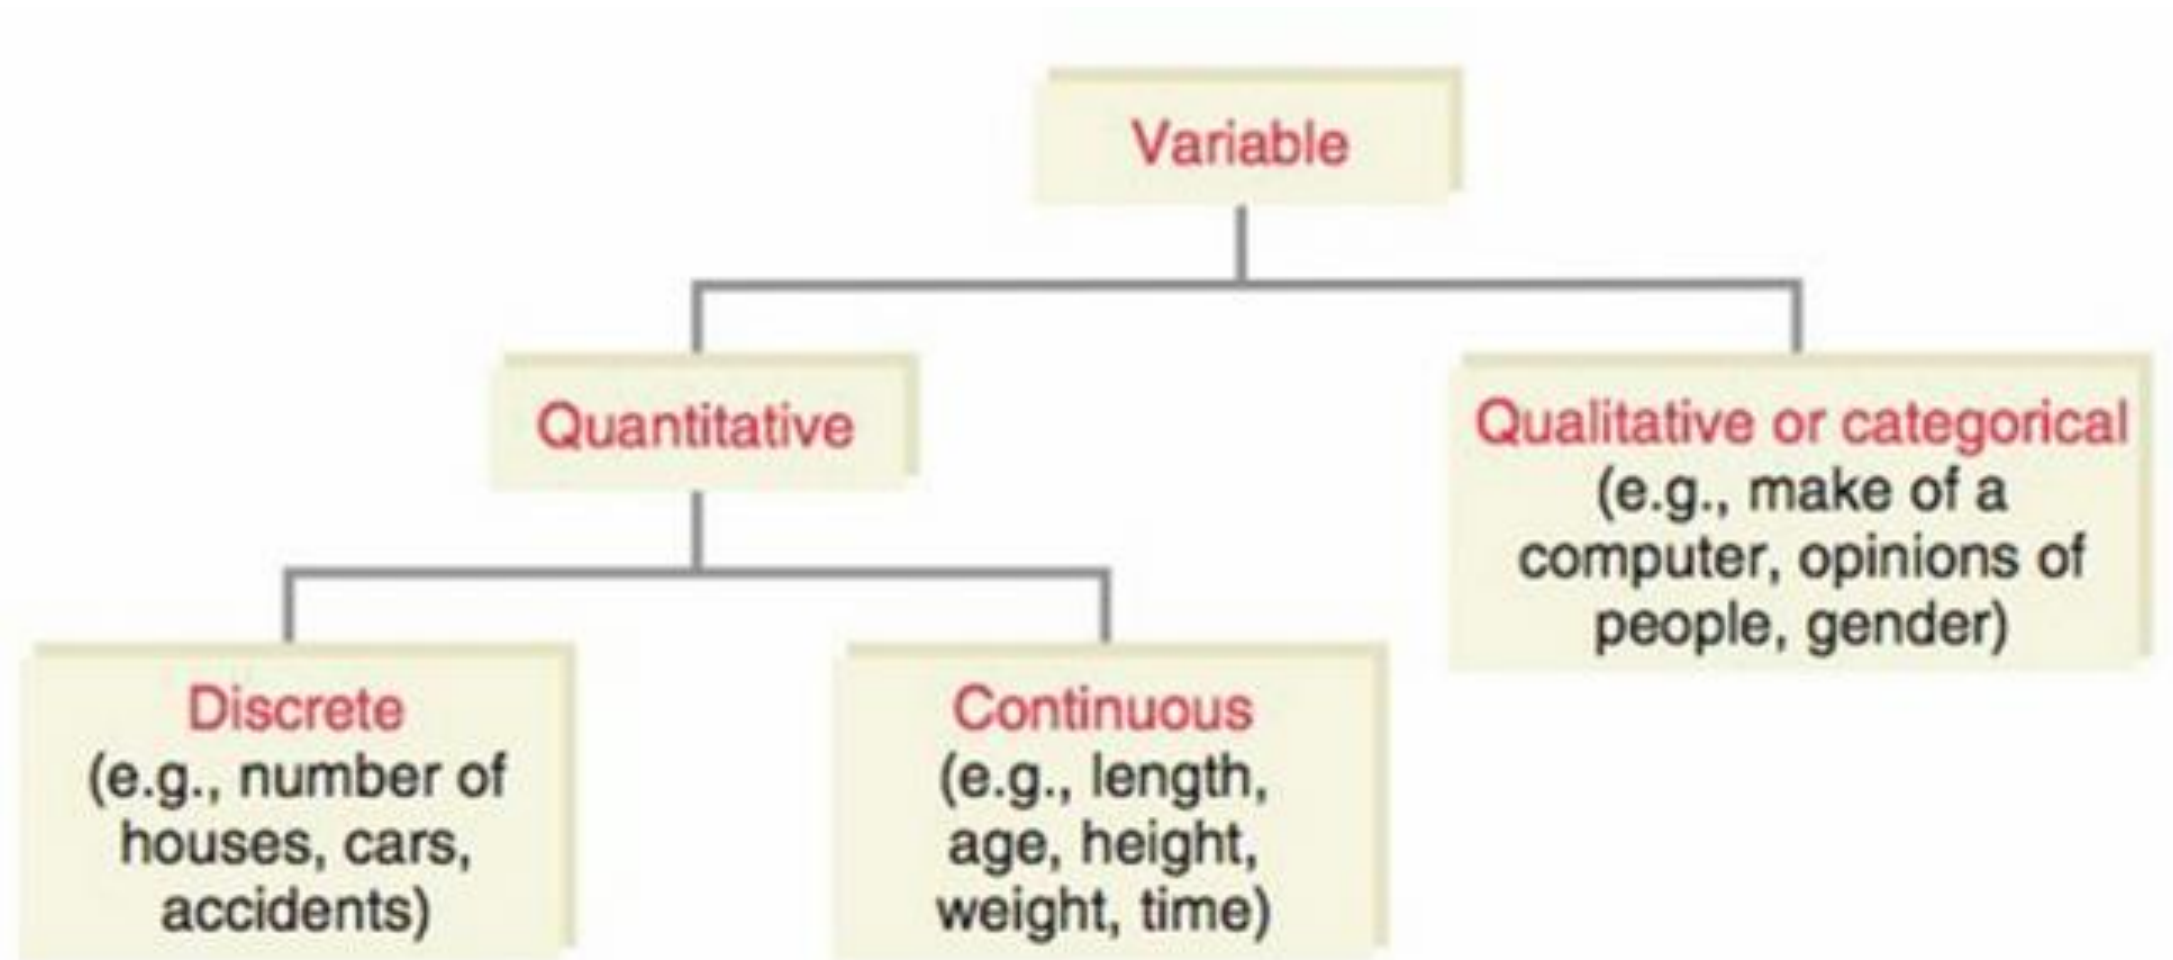 Variable
Quantitative
Qualitative or categorical
(e.g., make of a
computer, opinions of
people, gender)
Discrete
(e.g., number of
houses, cars,
accidents)
Continuous
(e.g., length,
age, height,
weight, time)